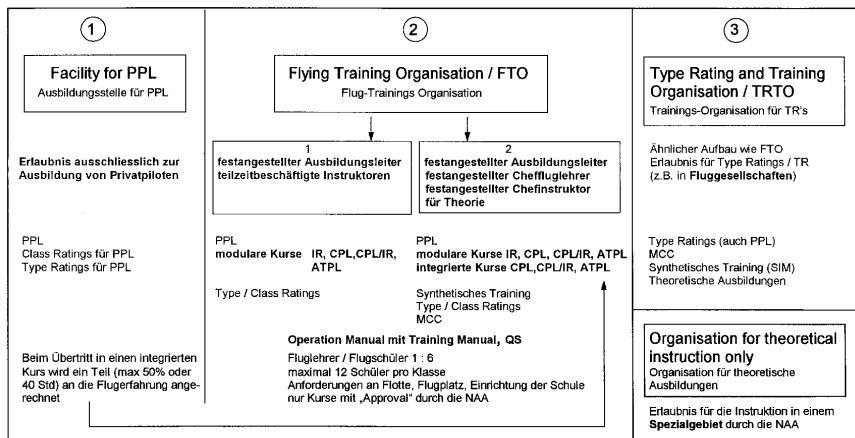 1
Facility for PPL
Ausbildungsstelle für PPL
Erlaubnis ausschliesslich zur
Ausbildung von Privatpiloten
PPL
Class Ratings für PPL
Type Ratings für PPL
Beim Übertritt in einen integrierten
Kurs wird ein Teil (max 50% oder
40 Std) an die Flugerfahrung ange-
rechnet
2
Flying Training Organisation / FTO
Flug-Trainings Organisation
1
festangestellter Ausbildungsleiter
teilzeitbeschäftigte Instruktoren
PPL
modulare Kurse IR, CPL,CPL/IR,
ATPL
Type / Class Ratings
2
festangestellter Ausbildungsleiter
festangestellter Cheffluglehrer
festangestellter Chefinstruktor
für Theorie
PPL
modulare Kurse IR, CPL, CPL/IR, ATPL
integrierte Kurse CPL,CPL/IR, ATPL
Synthetisches Training
Type / Class Ratings
MCC
Operation Manual mit Training Manual, QS
Fluglehrer / Flugschüler 1 : 6
maximal 12 Schüler pro Klasse
Anforderungen an Flotte, Flugplatz, Einrichtung der Schule
nur Kurse mit „Approval“ durch die NAA
3
Type Rating and Training
Organisation / TRTO
Trainings-Organisation für TR's
Ähnlicher Aufbau wie FTO
Erlaubnis für Type Ratings / TR
(z.B. in Fluggesellschaften)
Type Ratings (auch PPL)
MCC
Synthetisches Training (SIM)
Theoretische Ausbildungen
Organisation for theoretical
instruction only
Organisation für theoretische
Ausbildungen
Erlaubnis für die Instruktion in einem
Spezialgebiet durch die NAA